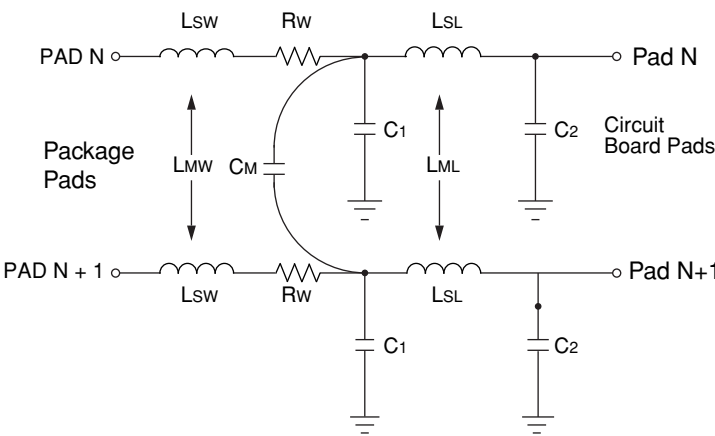 LSW
RW
LSL
PAD N
Pad N
C1
C2
Circuit
Board Pads
Package
Pads
LMW
CM
LML
PAD N + 1
Pad N+1
LSW
RW
LSL
C1
C2